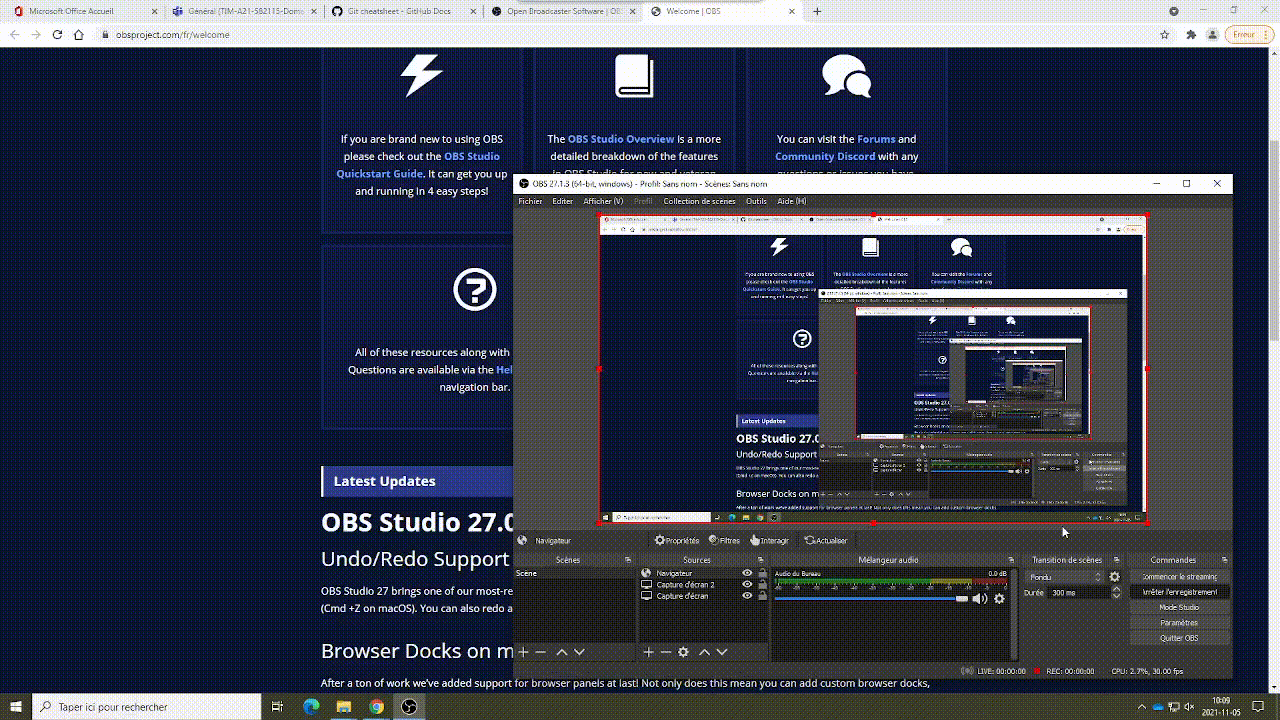 Microsoft Office Accueil
Général (TIM-A21-582115-Donn
Git cheatsheet - GitHub Docs
Open Broadcaster Software | OBS
Welcome | OBS
obsproject.com/fr/welcome
Erreur
If you are brand new to using OBS
please check out the OBS Studio
Quickstart Guide. It can get you up
and running in 4 easy steps!
The OBS Studio Overview is a more
detailed breakdown of the features
in OBS Studio for new and veteran
You can visit the Forums and
Community Discord with any
questions or issues you have
All of these resources along with
Questions are available via the Hel
navigation bar.
Latest Updates
OBS Studio 27.0
Undo/Redo Support
OBS Studio 27 brings one of our most-re
(Cmd +Z on macOS). You can also redo a
Browser Docks on m
After a ton of work we've added support for browser panels at last! Not only does this mean you can add custom browser docks,
OBS 27.1.3 (64-bit, windows) - Profil: Sans nom - Scènes: Sans nom
Fichier Editer Afficher (V) Profil Collection de scènes Outils Aide (H)
Navigateur
Propriétés Filtres Interagir Actualiser
Scènes
Scène
Sources
Navigateur
Capture d'écran 2
Capture d'écran
Mélangeur audio
Audio du Bureau
0.0 dB
Transition de scènes
Fondu
Durée 300 ms
Commandes
Commencer le streaming
Arrêter l'enregistrement
Mode Studio
Paramètres
Quitter OBS
LIVE: 00:00:00
REC: 00:00:00
CPU: 2.7%, 30.00 fps
Taper ici pour rechercher
10:09
2021-11-05